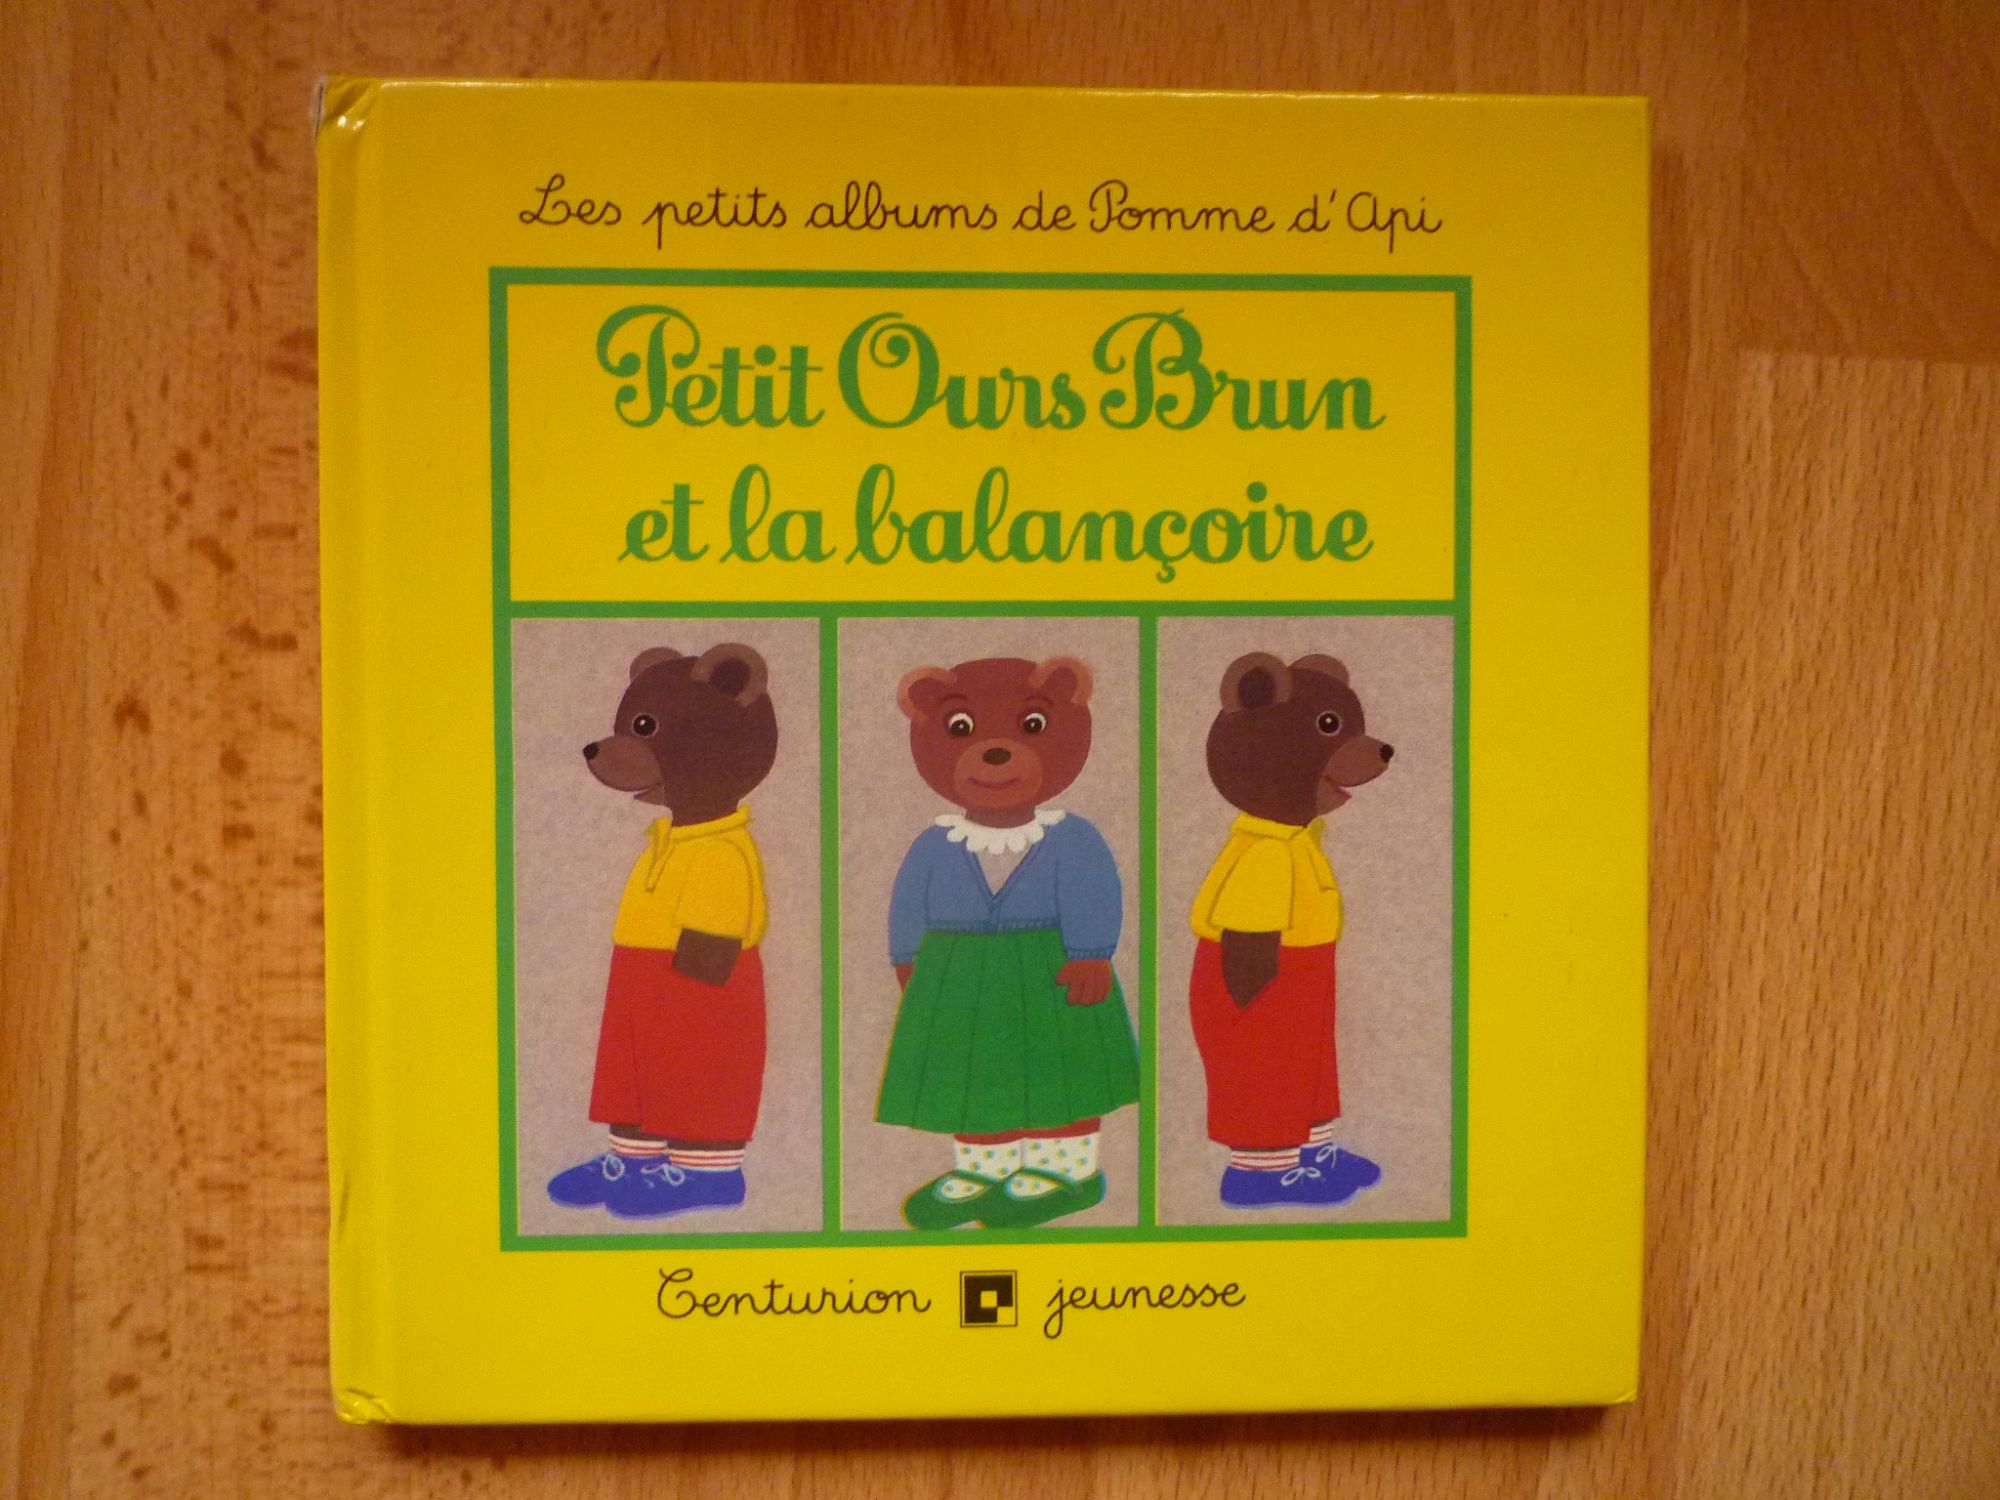 Les petits albums de Pomme d'Api
Petit Ours Brun
et la balançoire
Centurion jeunesse